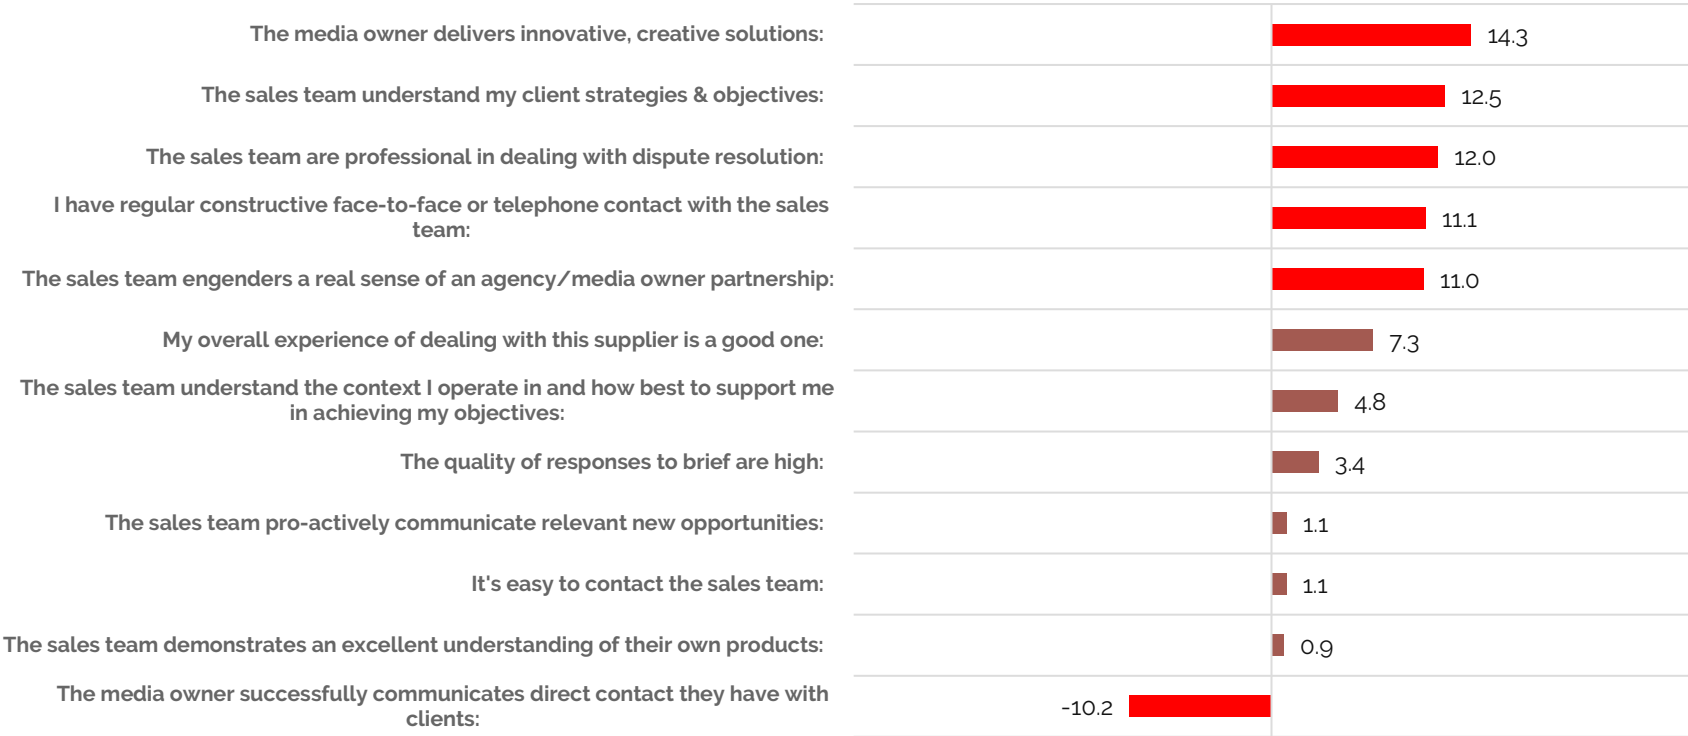 The media owner delivers innovative, creative solutions:
14.3
The sales team understand my client strategies & objectives:
12.5
The sales team are professional in dealing with dispute resolution:
12.0
I have regular constructive face-to-face or telephone contact with the sales
team:
11.1
The sales team engenders a real sense of an agency/media owner partnership:
11.0
My overall experience of dealing with this supplier is a good one:
7.3
The sales team understand the context I operate in and how best to support me
in achieving my objectives:
4.8
The quality of responses to brief are high:
3.4
The sales team pro-actively communicate relevant new opportunities:
1.1
It's easy to contact the sales team:
1.1
The sales team demonstrates an excellent understanding of their own products:
0.9
The media owner successfully communicates direct contact they have with
clients:
-10.2